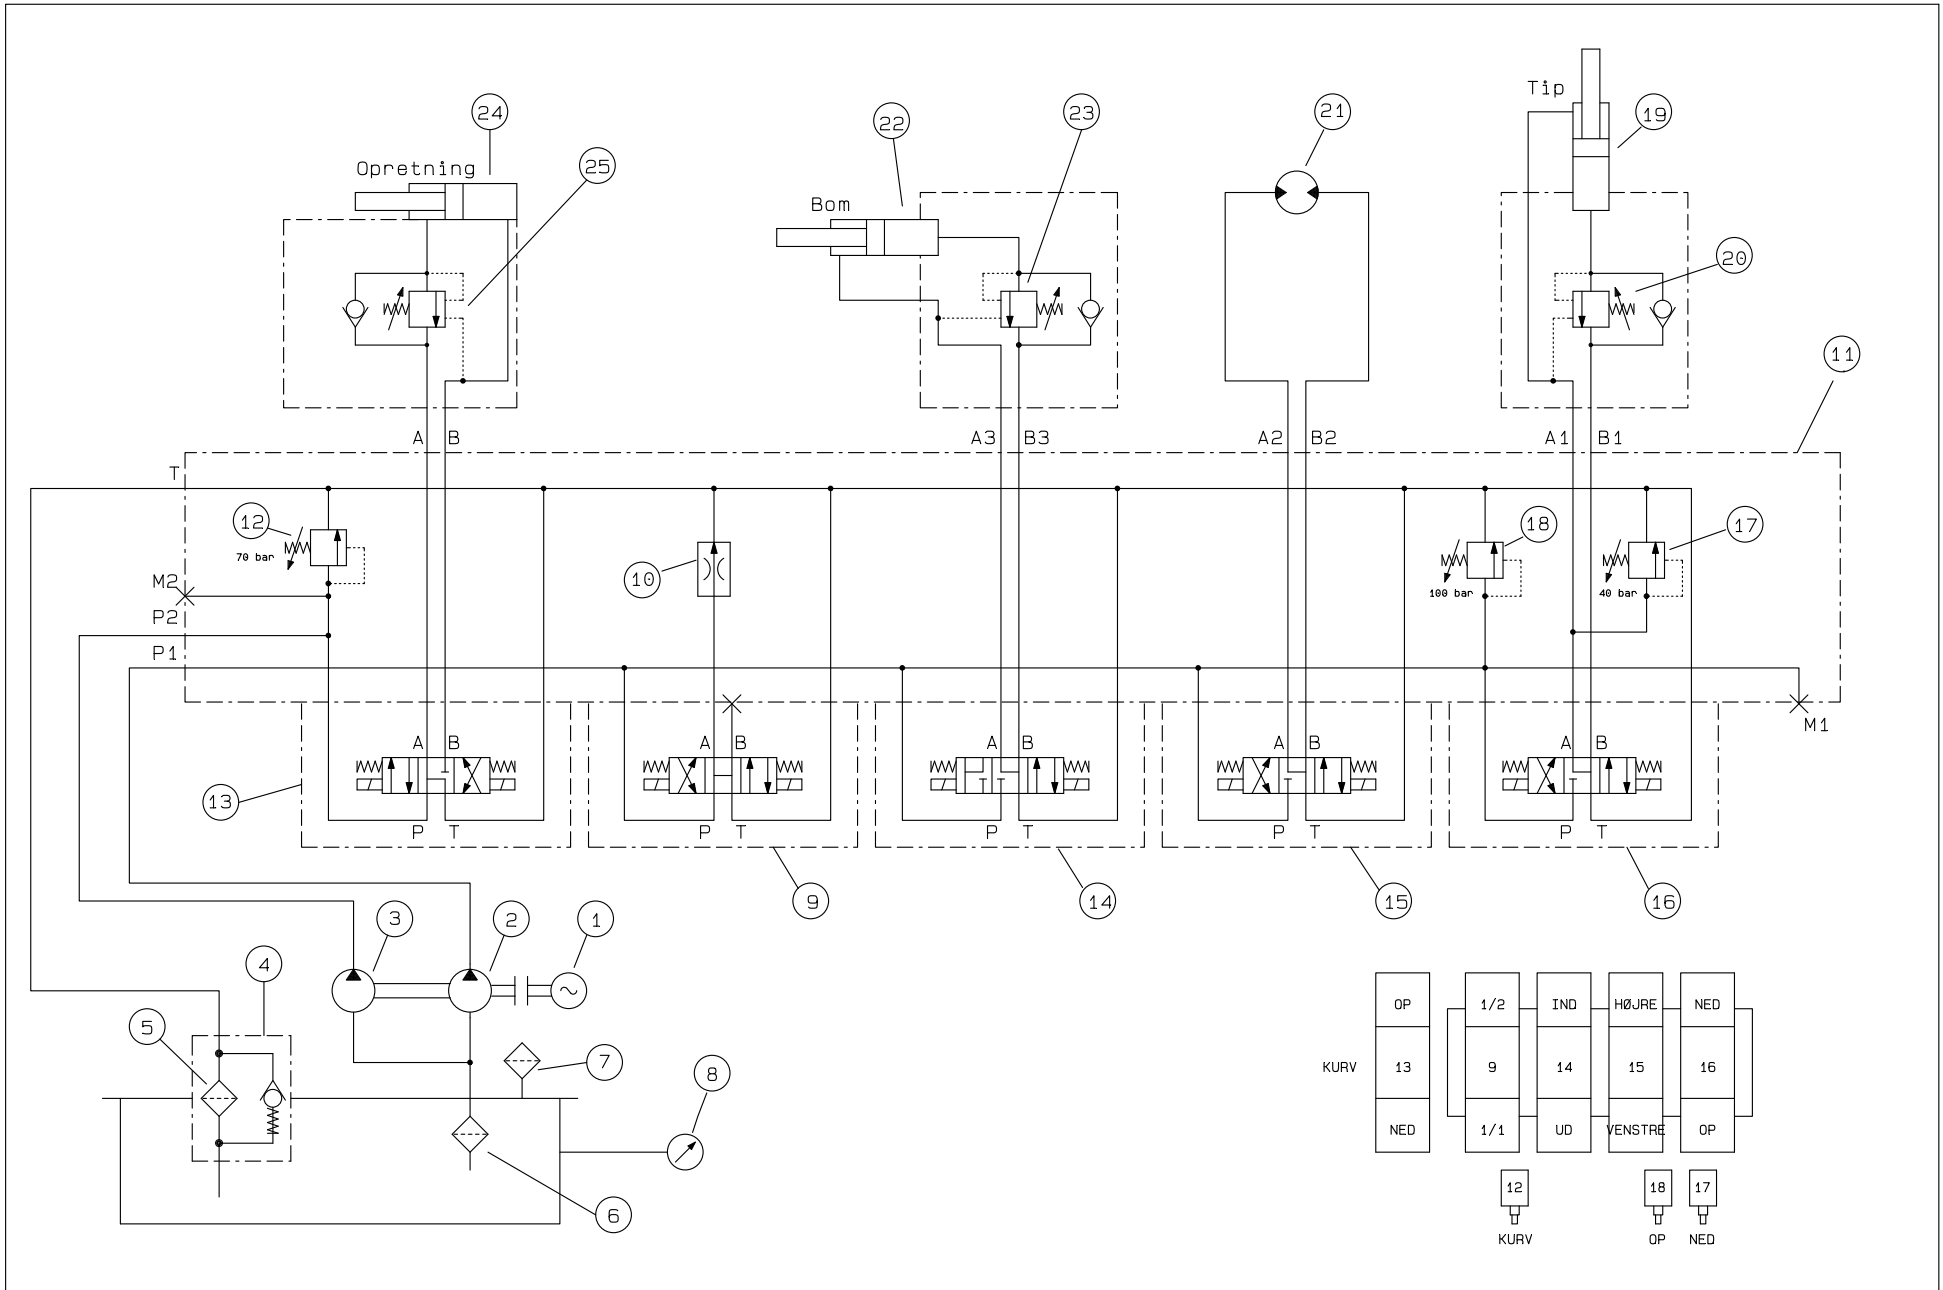 Tip
24
22
23
21
19
Opretning
25
Bom
20
11
A B
A3 B3
A2 B2
A1 B1
T
12
70 bar
10
18
17
100 bar
40 bar
M2
P2
P1
M1
A B
A B
A B
A B
A B
13
P T
P T
P T
P T
P T
9
14
15
16
3
2
1
4
5
7
8
6
OP 1/2 IND HØJRE NED
KURV 13 9 14 15 16
NED 1/1 UD VENSTRE OP
12 18 17
KURV OP NED